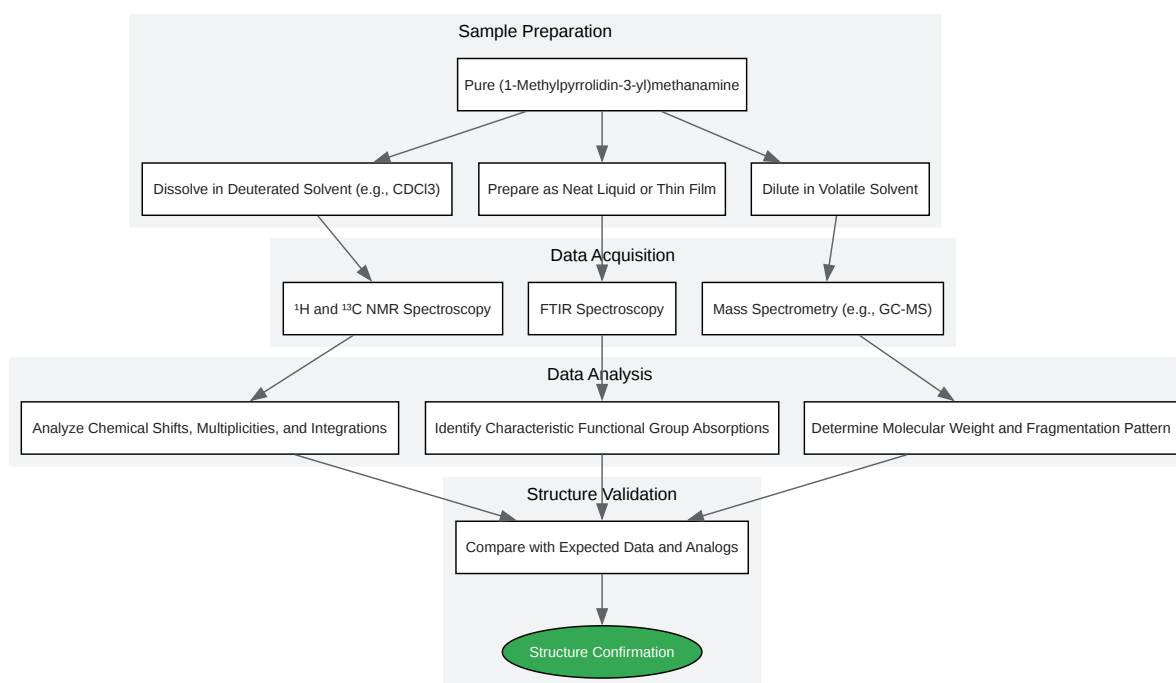 Sample Preparation
Pure (1-Methylpyrrolidin-3-yl)methanamine
Dissolve in Deuterated Solvent (e.g., CDCl3)
Prepare as Neat Liquid or Thin Film
Dilute in Volatile Solvent
Data Acquisition
¹H and ¹³C NMR Spectroscopy
FTIR Spectroscopy
Mass Spectrometry (e.g., GC-MS)
Data Analysis
Analyze Chemical Shifts, Multiplicities, and Integrations
Identify Characteristic Functional Group Absorptions
Determine Molecular Weight and Fragmentation Pattern
Structure Validation
Compare with Expected Data and Analogs
Structure Confirmation